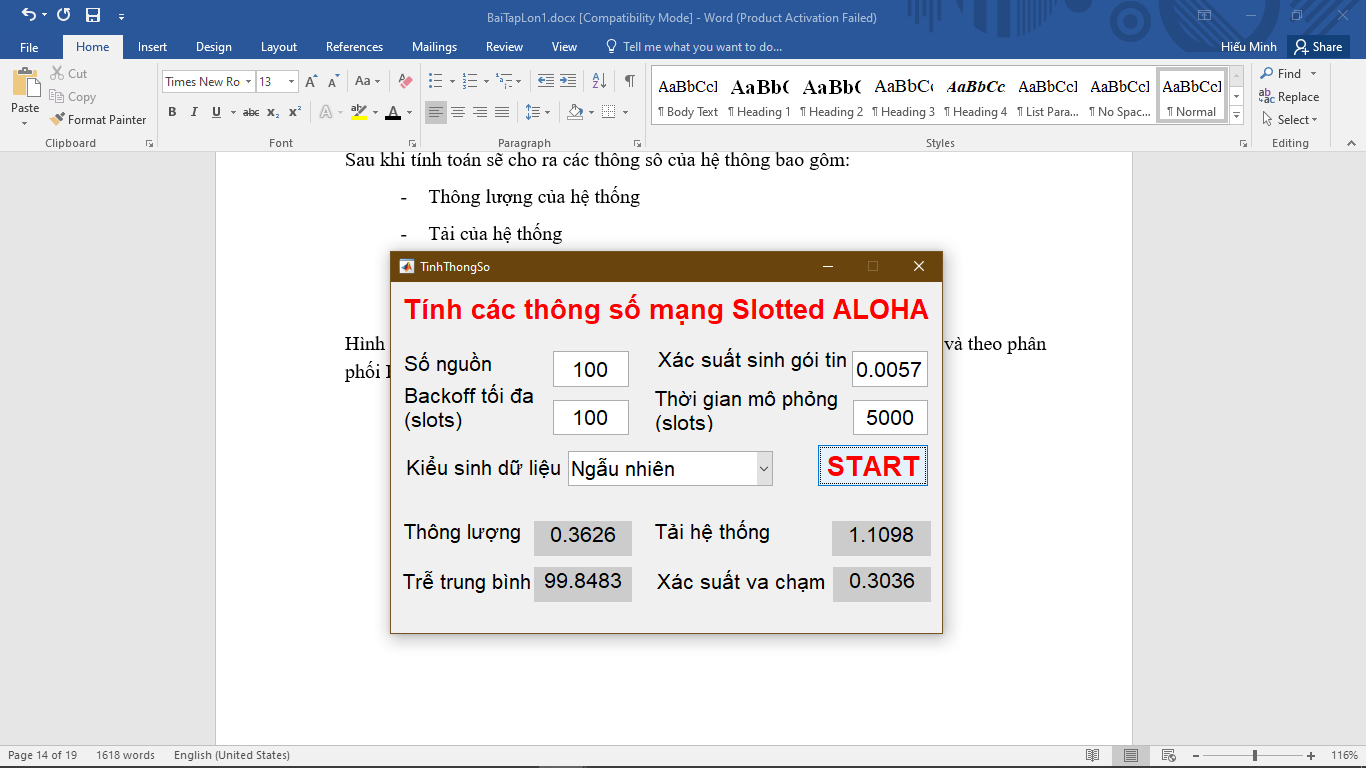 BaiTapLon1.docx [Compatibility Mode] - Word (Product Activation Failed)
File Home Insert Design Layout References Mailings Review View Tell me what you want to do... Hiếu Minh Share
Paste
Cut
Copy
Format Painter
Clipboard
Times New Ro 13
B I U abc x₂ x²
Font
Paragraph
AaBbCcI AaBb( AaBb( AaBbC AaBbCc AaBbCcI AaBbCcI AaBbCcI
¶ Body Text ¶ Heading 1 ¶ Heading 2 ¶ Heading 3 ¶ Heading 4 ¶ List Para... ¶ No Spac... ¶ Normal
Styles
Find
Replace
Select
Editing
Sau khi tính toán sẽ cho ra các thông số của hệ thông bao gồm:
- Thông lượng của hệ thống
- Tải của hệ thống
Hình
và theo phân
phối
TinhThongSo
Tính các thông số mạng Slotted ALOHA
Số nguồn 100 Xác suất sinh gói tin 0.0057
Backoff tối đa
(slots) 100
Thời gian mô phỏng
(slots) 5000
Kiểu sinh dữ liệu Ngẫu nhiên START
Thông lượng 0.3626 Tải hệ thống 1.1098
Trễ trung bình 99.8483 Xác suất va chạm 0.3036
Page 14 of 19 1618 words English (United States) 116%